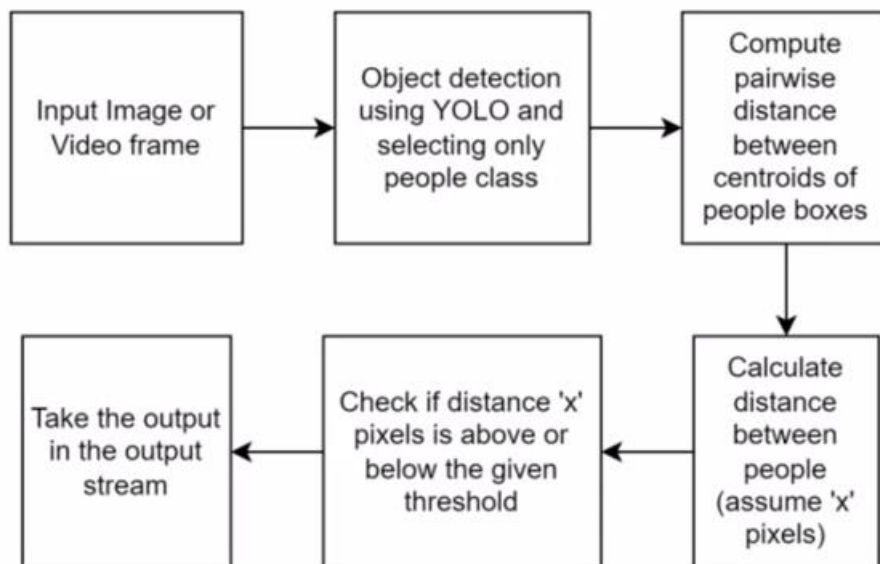 Input Image or
Video frame
Object detection
using YOLO and
selecting only
people class
Compute
pairwise
distance
between
centroids of
people boxes
Calculate
distance
between
people
(assume 'x'
pixels)
Check if distance 'x'
pixels is above or
below the given
threshold
Take the output
in the output
stream